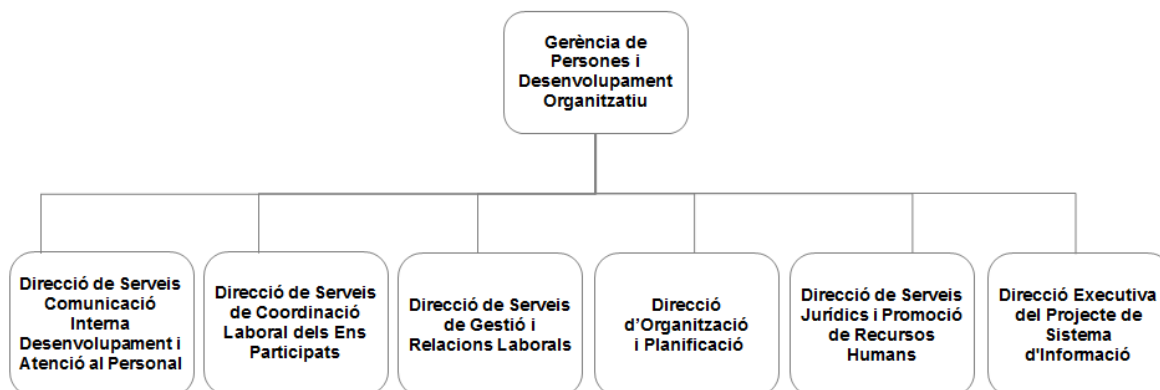 Gerència de
Persones i
Desenvolupament
Organitzatiu
Direcció de Serveis
Comunicació
Interna
Desenvolupament i
Atenció al Personal
Direcció de Serveis
de Coordinació
Laboral dels Ens
Participats
Direcció de Serveis
de Gestió i
Relacions Laborals
Direcció
d’Organització
i Planificació
Direcció de Serveis
Jurídics i Promoció
de Recursos
Humans
Direcció Executiva
del Projecte de
Sistema
d'Informació